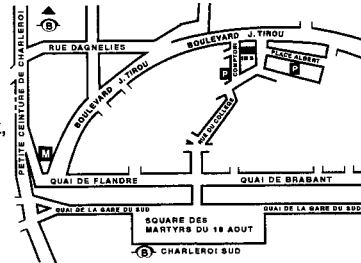 B
RUE DAGNELIES
BOULEVARD J. TIROU
BOULEVARD J. TIROU
PETITE CEINTURE DE CHARLEROI
COMPTOIR
PLACE ALBERT
P
P
RUE DU COLLEGE
M
QUAI DE FLANDRE
QUAI DE BRABANT
QUAI DE LA GARE DU SUD
QUAI DE LA GARE DU SUD
SQUARE DES
MARTYRS DU 18 AOUT
B CHARLEROI SUD